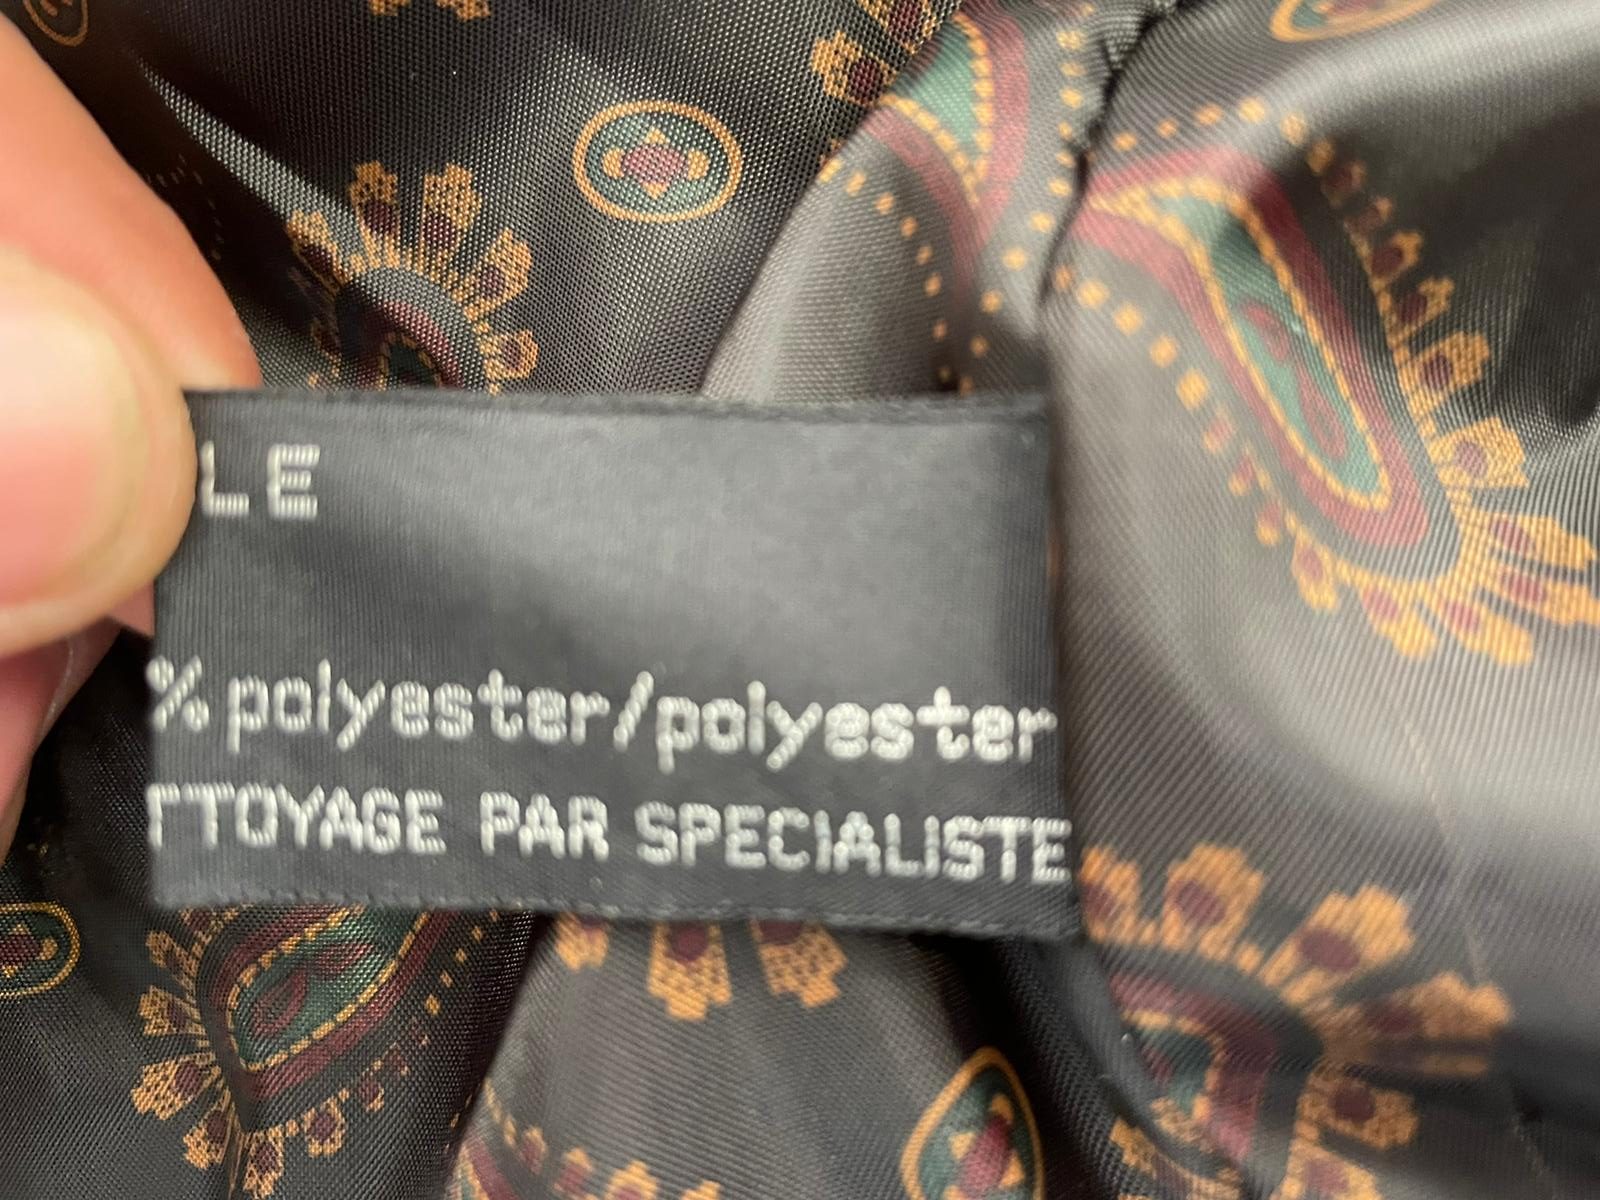 LE
% polyester/polyester
TTOYAGE PAR SPECIALISTE